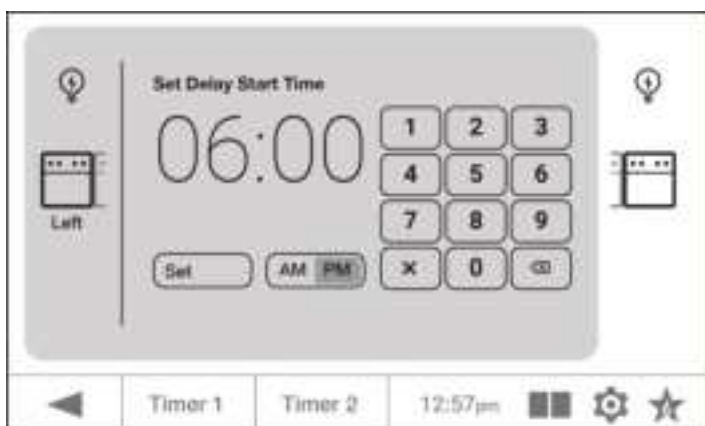 Set Delay Start Time
06:00
1 2 3
4 5 6
7 8 9
× 0
Left
Set AM PM
Timer 1 Timer 2 12:57pm